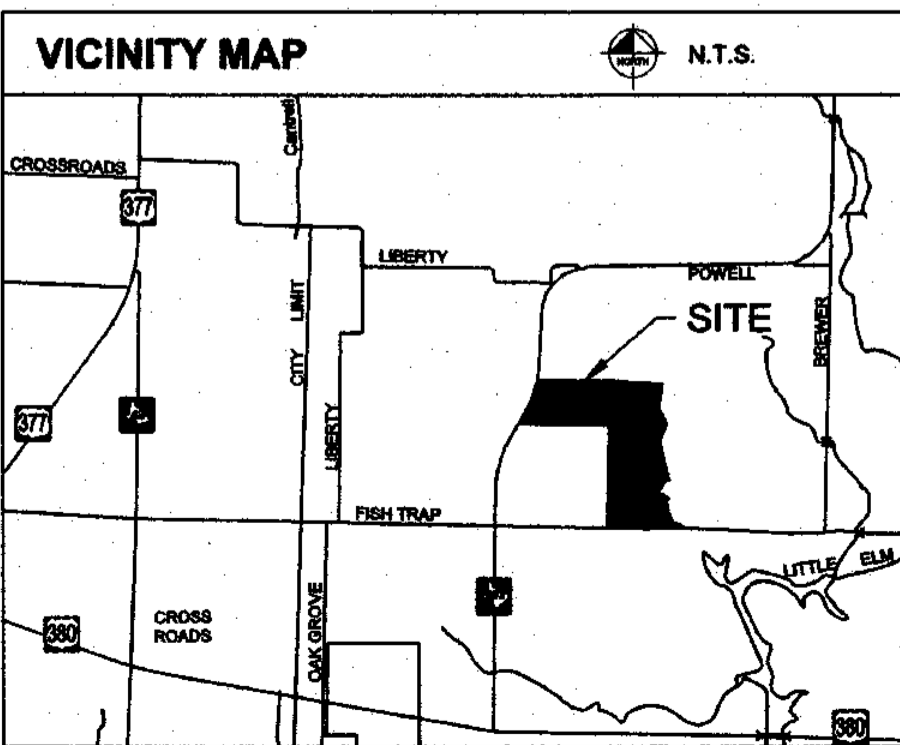 VICINITY MAP
NORTH
N.T.S.
Cantrell
CROSSROADS
377
LIBERTY
POWELL
CITY LIMIT
SITE
BREWER
377
LIBERTY
FISH TRAP
LITTLE ELM
OAK GROVE
CROSS
ROADS
380
380